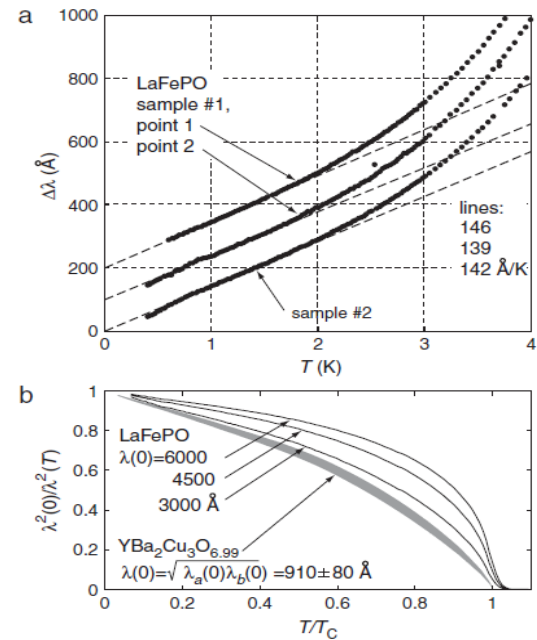 a
1000
800
600
400
200
0
Δλ (Å)
LaFePO
sample #1,
point 1
point 2
lines:
146
139
142 Å/K
sample #2
0
1
2
3
4
T (K)
b
1
0.8
0.6
0.4
0.2
0
λ²(0)/λ²(T)
LaFePO
λ(0)=6000
4500
3000 Å
YBa₂Cu₃O₆.₉₉
λ(0)=√λₐ(0)λb(0) =910±80 Å
0
0.2
0.4
0.6
0.8
1
T/TC